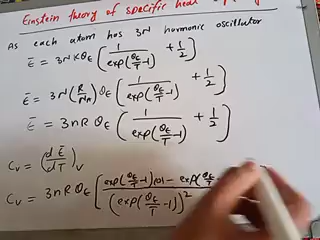 Einstein theory of specific heat
As each atom has 3N harmonic oscillator
Ē = 3NKθE (1/(exp(θE/T)-1) + 1/2)
Ē = 3N(R/NA)θE (1/(exp(θE/T)-1) + 1/2)
Ē = 3nRθE (1/(exp(θE/T)-1) + 1/2)
Cv = (dĒ/dT)v
Cv = 3nRθE [(exp(θE/T)-1)(0) - exp(θE/T / (exp(θE/T)-1)²